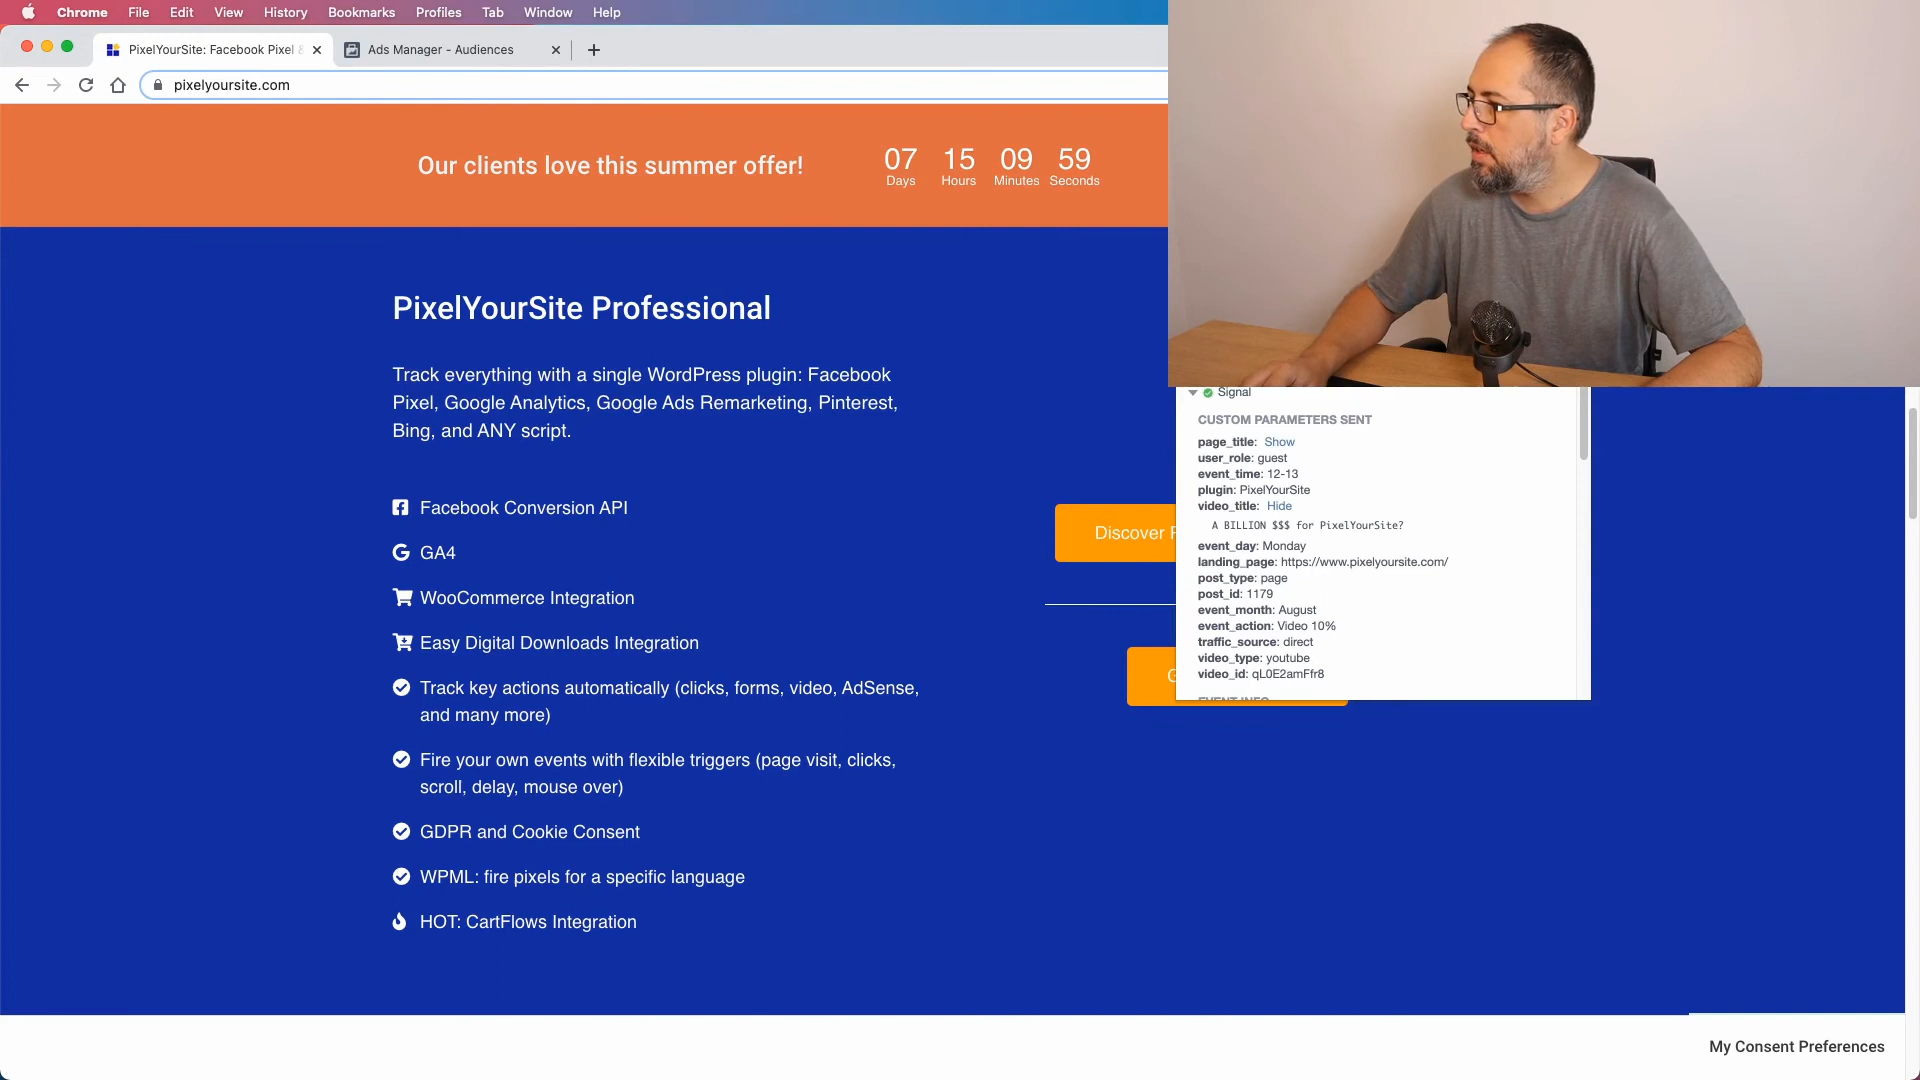 Chrome File Edit View History Bookmarks Profiles Tab Window Help
PixelYourSite: Facebook Pixel &
Ads Manager - Audiences
pixelyoursite.com
Our clients love this summer offer!
07 15 09 59
Days Hours Minutes Seconds
PixelYourSite Professional
Track everything with a single WordPress plugin: Facebook
Pixel, Google Analytics, Google Ads Remarketing, Pinterest,
Bing, and ANY script.
Facebook Conversion API
GA4
WooCommerce Integration
Easy Digital Downloads Integration
Track key actions automatically (clicks, forms, video, AdSense,
and many more)
Fire your own events with flexible triggers (page visit, clicks,
scroll, delay, mouse over)
GDPR and Cookie Consent
WPML: fire pixels for a specific language
HOT: CartFlows Integration
Discover
Signal
CUSTOM PARAMETERS SENT
page_title: Show
user_role: guest
event_time: 12-13
plugin: PixelYourSite
video_title: Hide
A BILLION $$$ for PixelYourSite?
event_day: Monday
landing_page: https://www.pixelyoursite.com/
post_type: page
post_id: 1179
event_month: August
event_action: Video 10%
traffic_source: direct
video_type: youtube
video_id: qL0E2amFfr8
EVENT INFO
My Consent Preferences